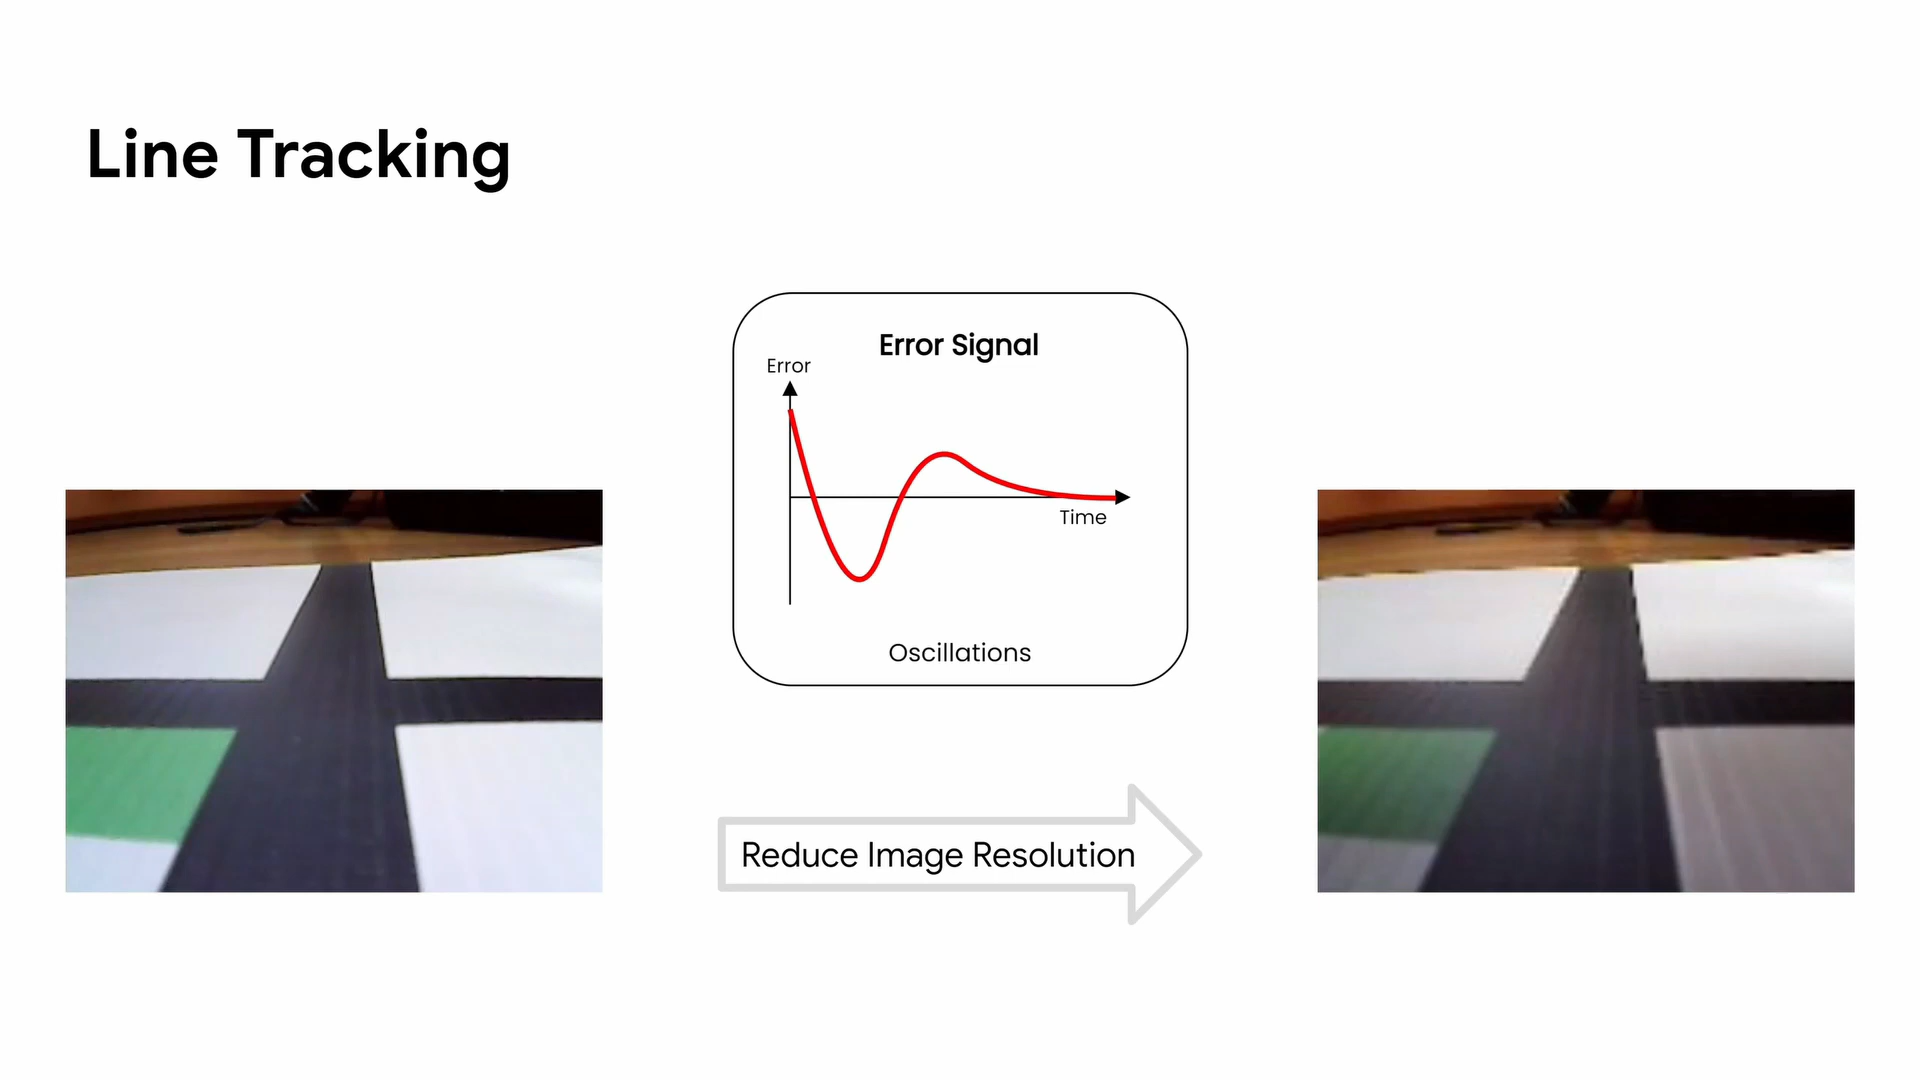 Line Tracking
Error Signal
Error
Time
Oscillations
Reduce Image Resolution